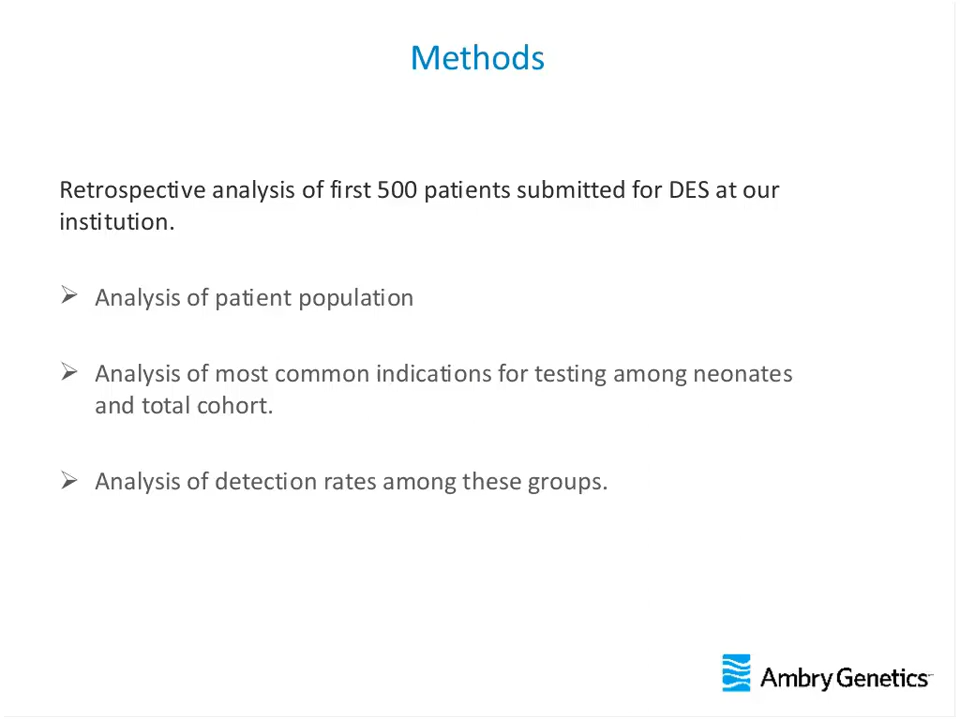 Methods
Retrospective analysis of first 500 patients submitted for DES at our
institution.
Analysis of patient population
Analysis of most common indications for testing among neonates
and total cohort.
Analysis of detection rates among these groups.
Ambry Genetics